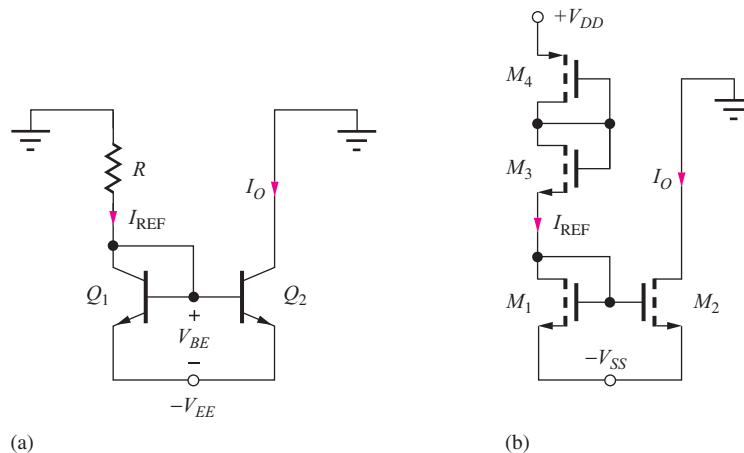 +V_DD
M_4
R
M_3
I_O
I_O
I_REF
I_REF
Q_1
Q_2
M_1
M_2
+
V_BE
−
−V_EE
−V_SS
(a)
(b)